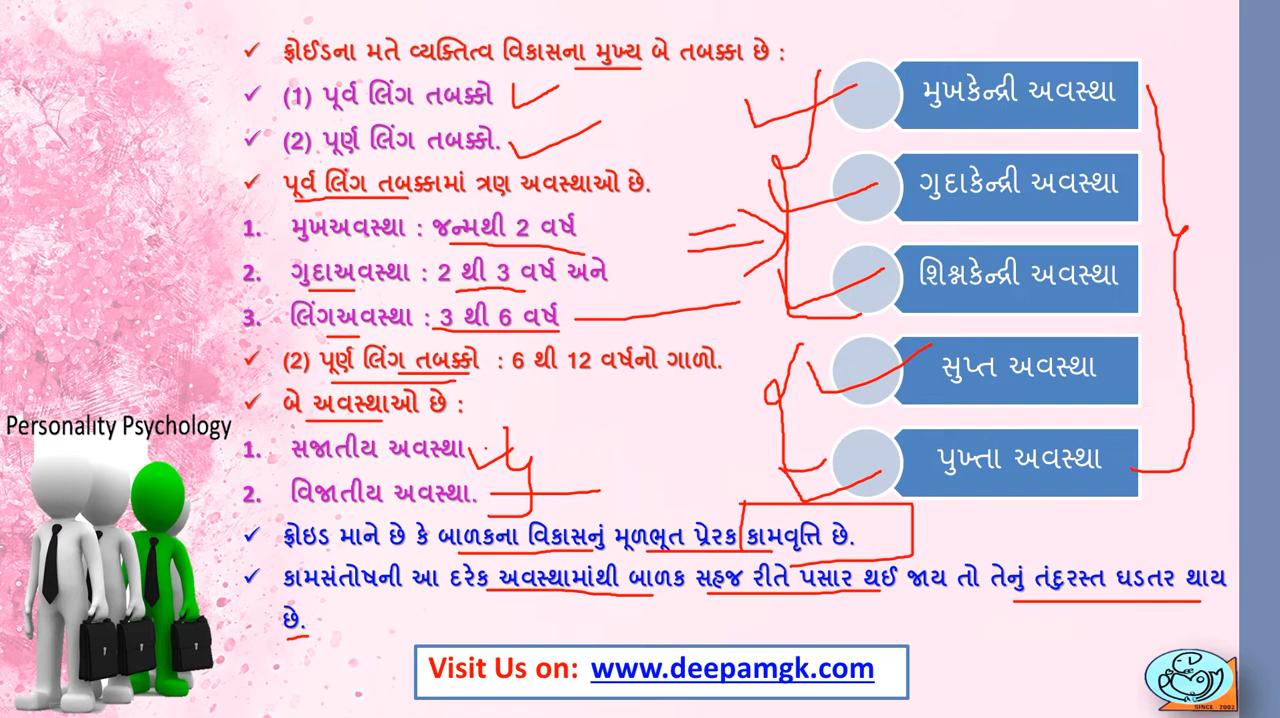 ફ્રોઈડના મતે વ્યક્તિત્વ વિકાસના મુખ્ય બે તબક્કા છે :
(1) પૂર્વ લિંગ તબક્કો
(2) પૂર્ણ લિંગ તબક્કો.
પૂર્વ લિંગ તબક્કામાં ત્રણ અવસ્થાઓ છે.
1. મુખઅવસ્થા : જન્મથી 2 વર્ષ
2. ગુદાઅવસ્થા : 2 થી 3 વર્ષ અને
3. લિંગઅવસ્થા : 3 થી 6 વર્ષ
(2) પૂર્ણ લિંગ તબક્કો : 6 થી 12 વર્ષનો ગાળો.
બે અવસ્થાઓ છે :
1. સજાતીય અવસ્થા
2. વિજાતીય અવસ્થા.
ફ્રોઇડ માને છે કે બાળકના વિકાસનું મૂળભૂત પ્રેરક કામવૃત્તિ છે.
કામસંતોષની આ દરેક અવસ્થામાંથી બાળક સહજ રીતે પસાર થઈ જાય તો તેનું તંદુરસ્ત ઘડતર થાય
છે.
મુખકેન્દ્રી અવસ્થા
ગુદાકેન્દ્રી અવસ્થા
શિશ્નકેન્દ્રી અવસ્થા
સુપ્ત અવસ્થા
પુખ્તા અવસ્થા
Personality Psychology
Visit Us on: www.deepamgk.com
SINCE - 2002